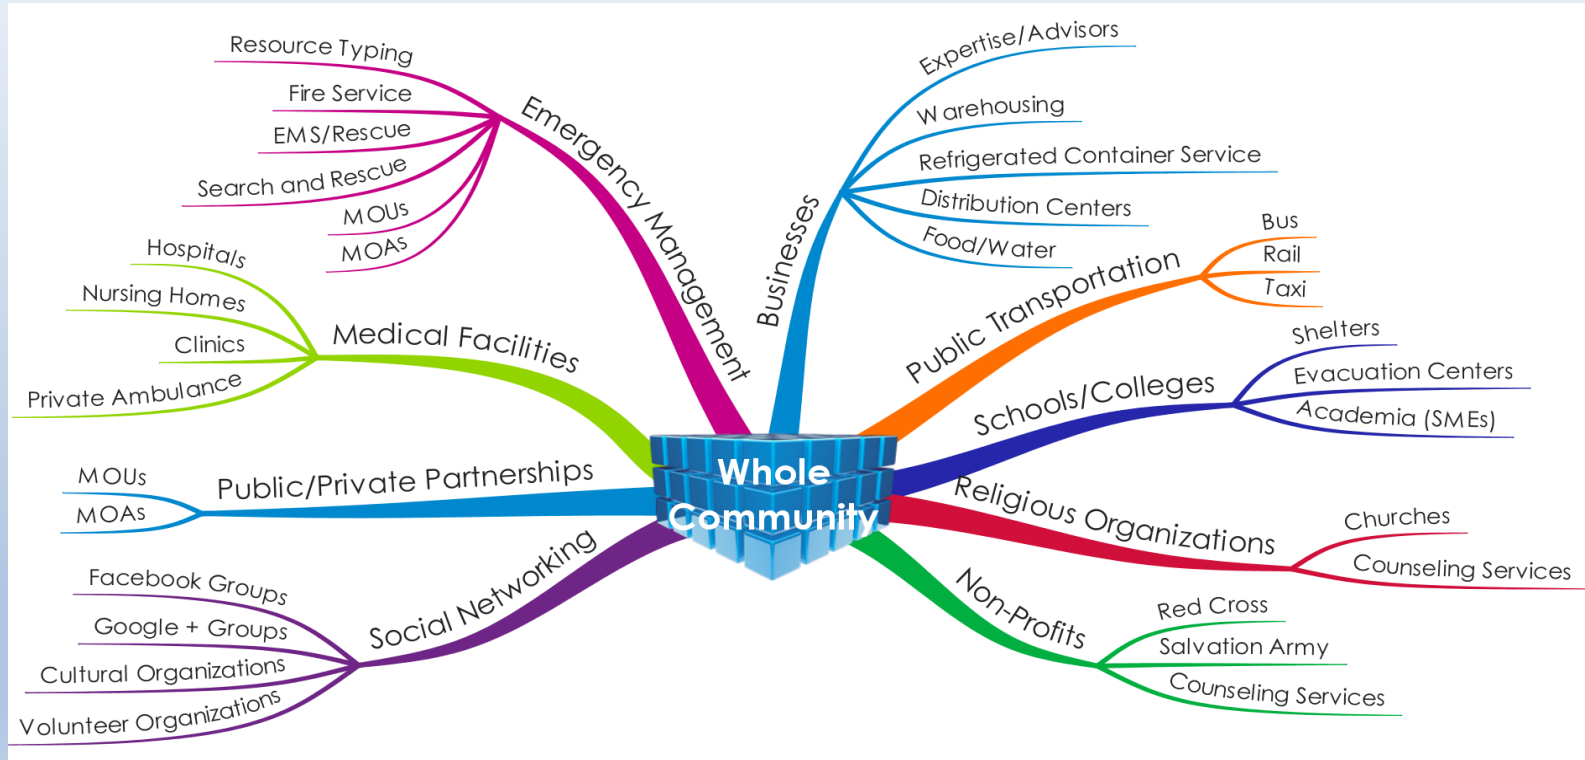 Whole
Community
Emergency Management
Resource Typing
Fire Service
EMS/Rescue
Search and Rescue
MOUs
MOAs
Medical Facilities
Hospitals
Nursing Homes
Clinics
Private Ambulance
Public/Private Partnerships
MOUs
MOAs
Social Networking
Facebook Groups
Google + Groups
Cultural Organizations
Volunteer Organizations
Businesses
Expertise/Advisors
Warehousing
Refrigerated Container Service
Distribution Centers
Food/Water
Public Transportation
Bus
Rail
Taxi
Schools/Colleges
Shelters
Evacuation Centers
Academia (SMEs)
Religious Organizations
Churches
Counseling Services
Non-Profits
Red Cross
Salvation Army
Counseling Services